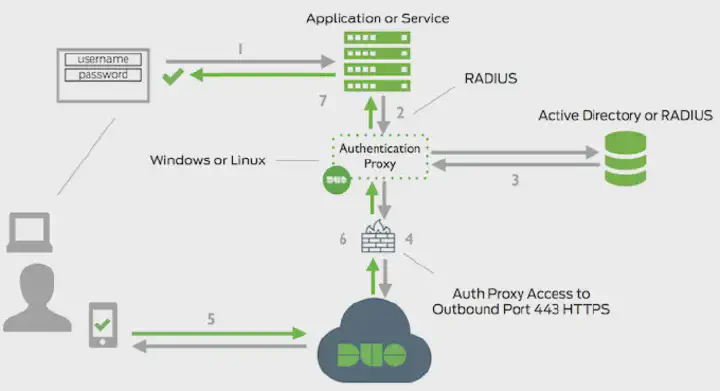 Application or Service
username
password
1
7
2
RADIUS
Active Directory or RADIUS
Authentication
Proxy
Windows or Linux
DUO
3
6
4
Auth Proxy Access to
Outbound Port 443 HTTPS
5
DUO